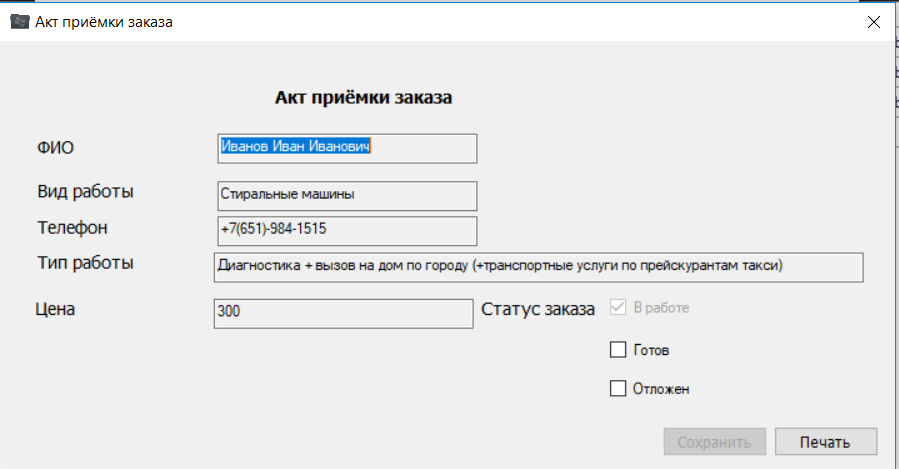 Акт приёмки заказа
Акт приёмки заказа
ФИО Иванов Иван Иванович
Вид работы Стиральные машины
Телефон +7(651)-984-1515
Тип работы Диагностика + вызов на дом по городу (+транспортные услуги по прейскурантам такси)
Цена 300 Статус заказа В работе
Готов
Отложен
Сохранить Печать